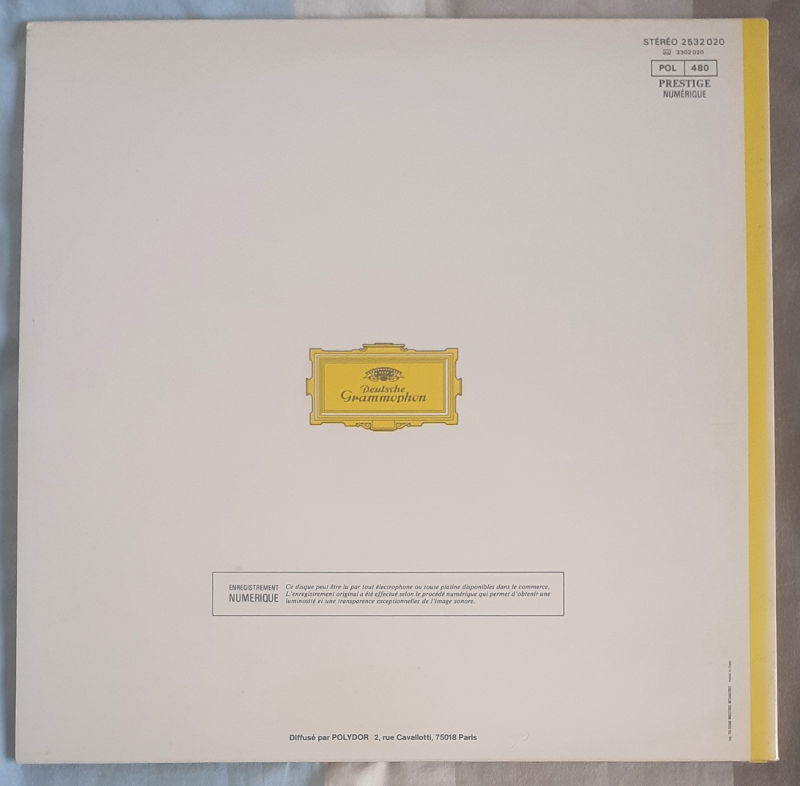 STÉRÉO 2532 020
3302 020
POL 480
PRESTIGE
NUMÉRIQUE
Deutsche
Grammophon
ENREGISTREMENT
NUMERIQUE
Ce disque peut être lu par tout électrophone ou toute platine disponibles dans le commerce.
L'enregistrement original a été effectué selon le procédé numérique qui permet d'obtenir une
luminosité et une transparence exceptionnelles de l'image sonore.
Diffusé par POLYDOR 2, rue Cavallotti, 75018 Paris